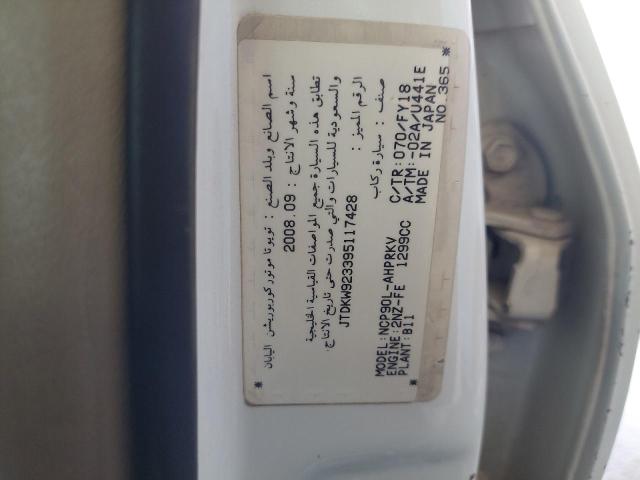 اسم الصانع وبلد الصنع : تويوتا موتور كوربوريشن اليابان *
سنة وشهر الانتاج : 2008.09
تطابق هذه السيارة جميع المواصفات القياسية الخليجية
والسعودية للسيارات والتي صدرت حتى تاريخ الانتاج.
الرقم المميز : JTDKW923395117428
صنف : سيارة ركاب
MODEL:NCP90L-AHPRKV C/TR:070/FY18
ENGINE:2NZ-FE 1299CC A/TM:-02A/U441E
PLANT:B11 MADE IN JAPAN
NO.365 *